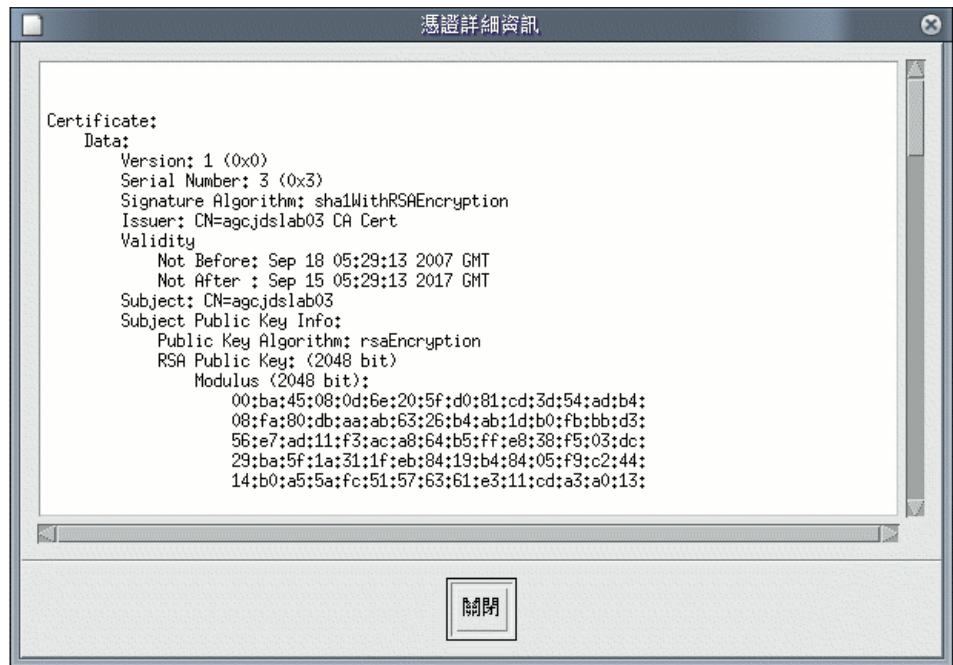 憑證詳細資訊
Certificate:
Data:
Version: 1 (0x0)
Serial Number: 3 (0x3)
Signature Algorithm: sha1WithRSAEncryption
Issuer: CN=agcjdslab03 CA Cert
Validity
Not Before: Sep 18 05:29:13 2007 GMT
Not After : Sep 15 05:29:13 2017 GMT
Subject: CN=agcjdslab03
Subject Public Key Info:
Public Key Algorithm: rsaEncryption
RSA Public Key: (2048 bit)
Modulus (2048 bit):
00:ba:45:08:0d:6e:20:5f:d0:81:cd:3d:54:ad:b4:
08:fa:80:db:aa:ab:63:26:b4:ab:1d:b0:fb:bb:d3:
56:e7:ad:11:f3:ac:a8:64:b5:ff:e8:38:f5:03:dc:
29:ba:5f:1a:31:1f:eb:84:19:b4:84:05:f9:c2:44:
14:b0:a5:5a:fc:51:57:63:61:e3:11:cd:a3:a0:13:
關閉